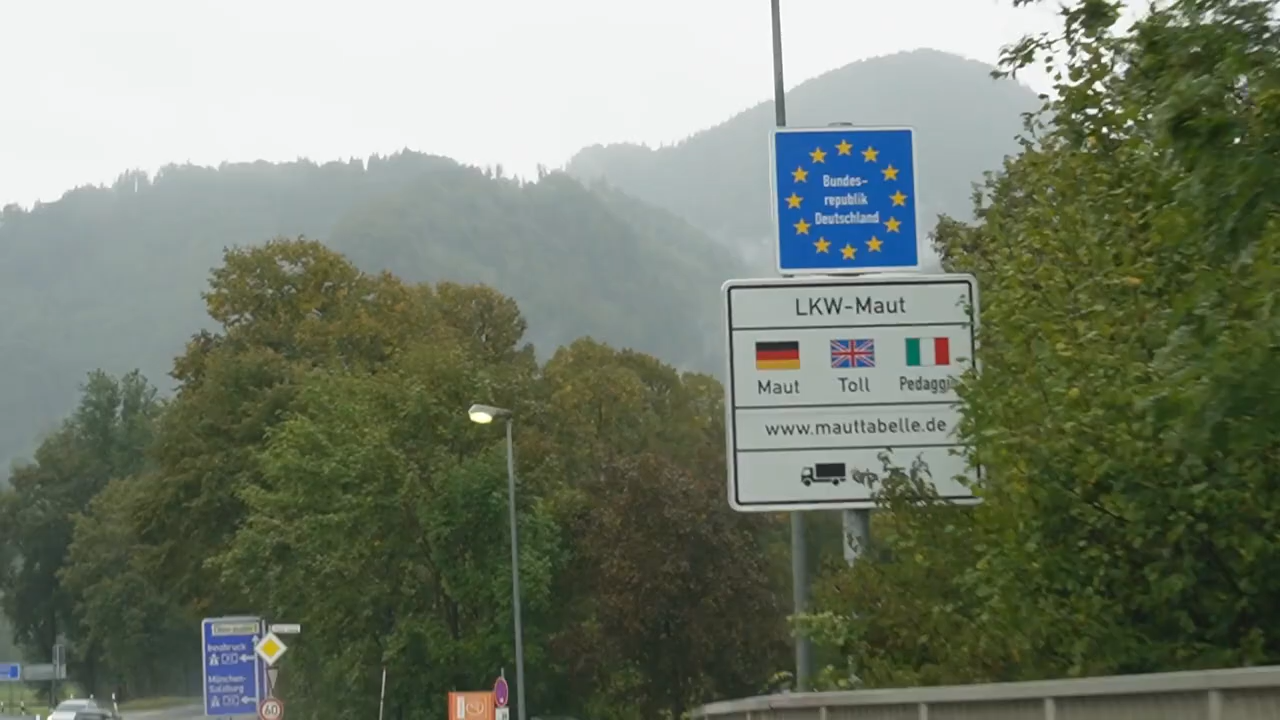 Bundes-
republik
Deutschland
LKW-Maut
Maut Toll Pedaggi
www.mauttabelle.de
Innsbruck
München
Salzburg
60